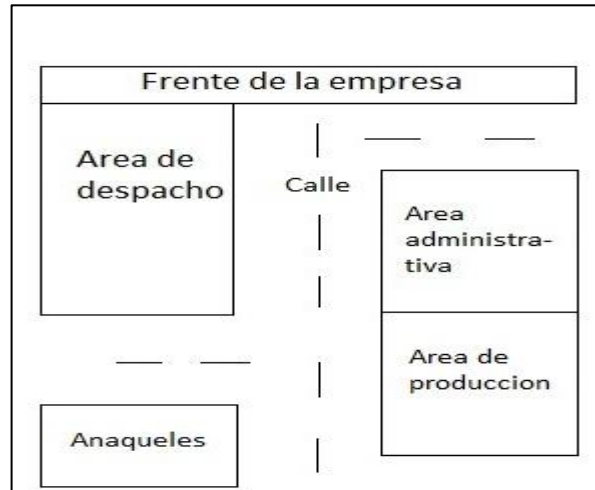 Frente de la empresa
Area de
despacho
Calle
Area
administra-
tiva
Area de
produccion
Anaqueles